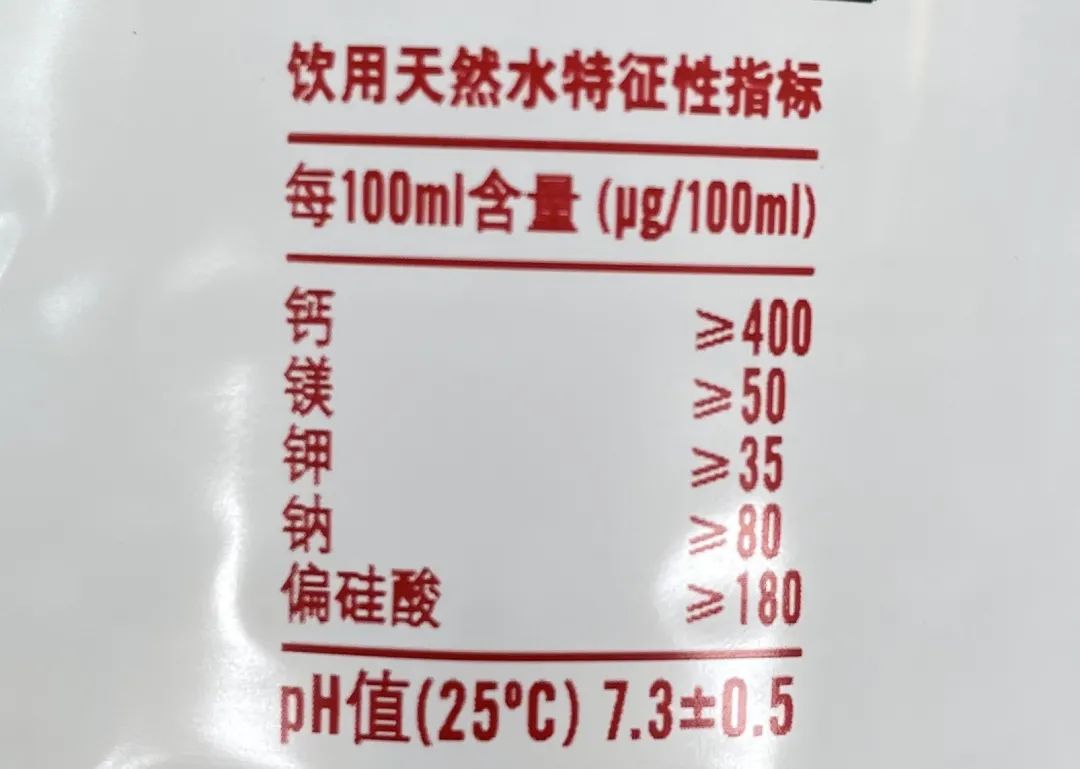 饮用天然水特征性指标
每100ml含量 (μg/100ml)
钙 ⩾400
镁 ⩾50
钾 ⩾35
钠 ⩾80
偏硅酸 ⩾180
pH值(25ºC) 7.3±0.5